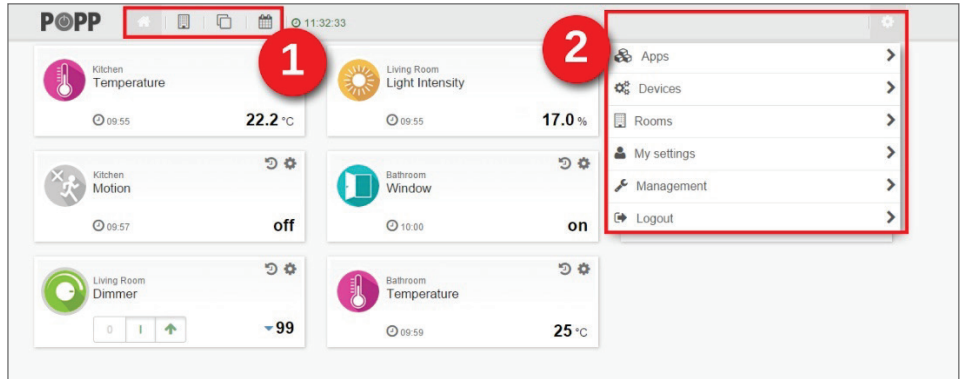 POPP
11:32:33
1
2
Kitchen
Temperature
09:55
22.2 °C
Living Room
Light Intensity
09:55
17.0 %
Apps
Devices
Rooms
My settings
Management
Logout
Kitchen
Motion
09:57
off
Bathroom
Window
10:00
on
Living Room
Dimmer
0
I
99
Bathroom
Temperature
09:59
25 °C